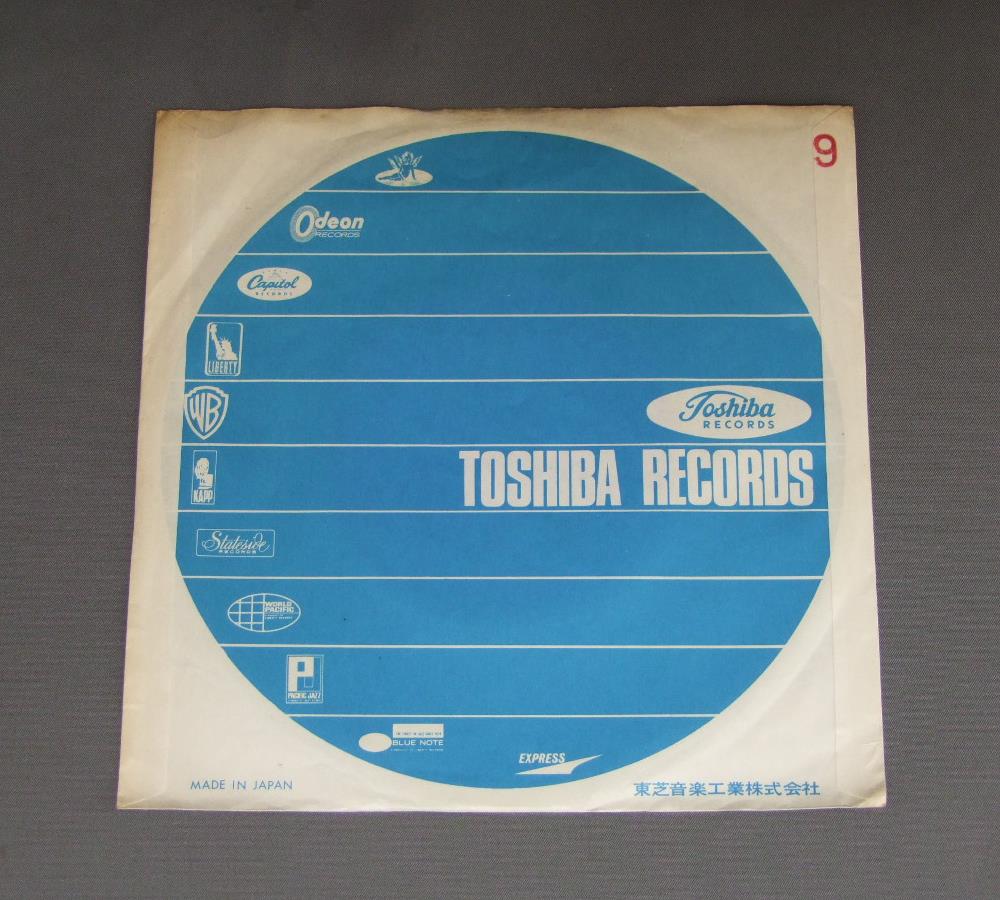 9
Odeon
RECORDS
Capitol
RECORDS
LIBERTY
WB
Toshiba
RECORDS
KAPP
TOSHIBA RECORDS
Stateside
RECORDS
WORLD
PACIFIC
P
PACIFIC JAZZ
BLUE NOTE
EXPRESS
MADE IN JAPAN
東芝音楽工業株式会社